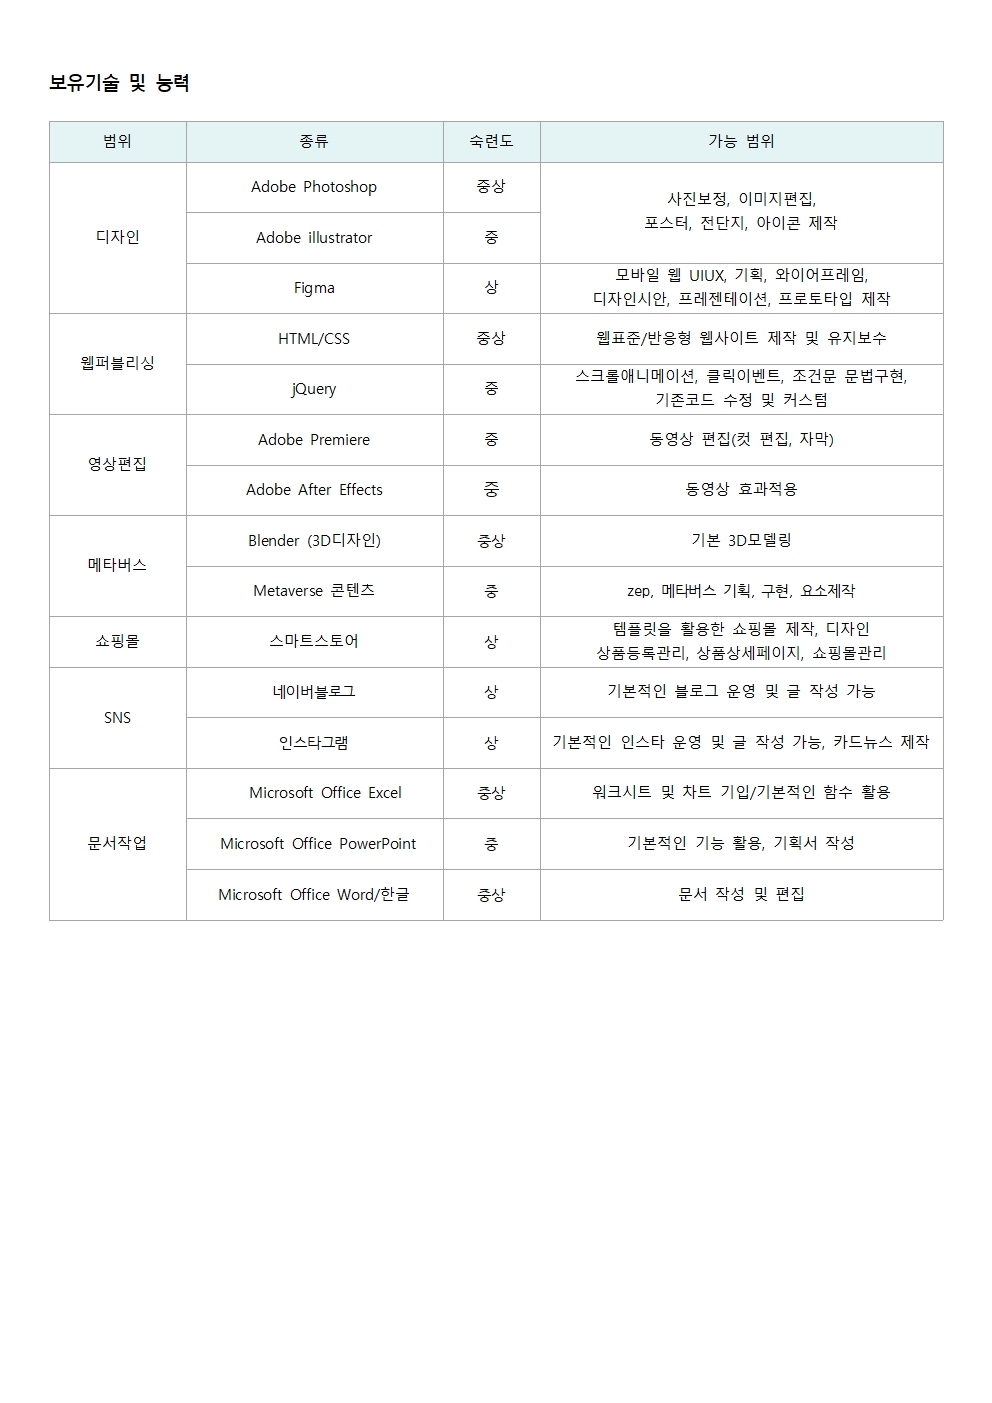 보유기술 및 능력
범위 종류 숙련도 가능 범위
디자인
Adobe Photoshop 중상
사진보정, 이미지편집,
포스터, 전단지, 아이콘 제작
Adobe illustrator 중
Figma 상
모바일 웹 UIUX, 기획, 와이어프레임,
디자인시안, 프레젠테이션, 프로토타입 제작
웹퍼블리싱
HTML/CSS 중상 웹표준/반응형 웹사이트 제작 및 유지보수
jQuery 중
스크롤애니메이션, 클릭이벤트, 조건문 문법구현,
기존코드 수정 및 커스텀
영상편집
Adobe Premiere 중 동영상 편집(컷 편집, 자막)
Adobe After Effects 중 동영상 효과적용
메타버스
Blender (3D디자인) 중상 기본 3D모델링
Metaverse 콘텐츠 중 zep, 메타버스 기획, 구현, 요소제작
쇼핑몰 스마트스토어 상
템플릿을 활용한 쇼핑몰 제작, 디자인
상품등록관리, 상품상세페이지, 쇼핑몰관리
SNS
네이버블로그 상 기본적인 블로그 운영 및 글 작성 가능
인스타그램 상 기본적인 인스타 운영 및 글 작성 가능, 카드뉴스 제작
문서작업
Microsoft Office Excel 중상 워크시트 및 차트 기입/기본적인 함수 활용
Microsoft Office PowerPoint 중 기본적인 기능 활용, 기획서 작성
Microsoft Office Word/한글 중상 문서 작성 및 편집